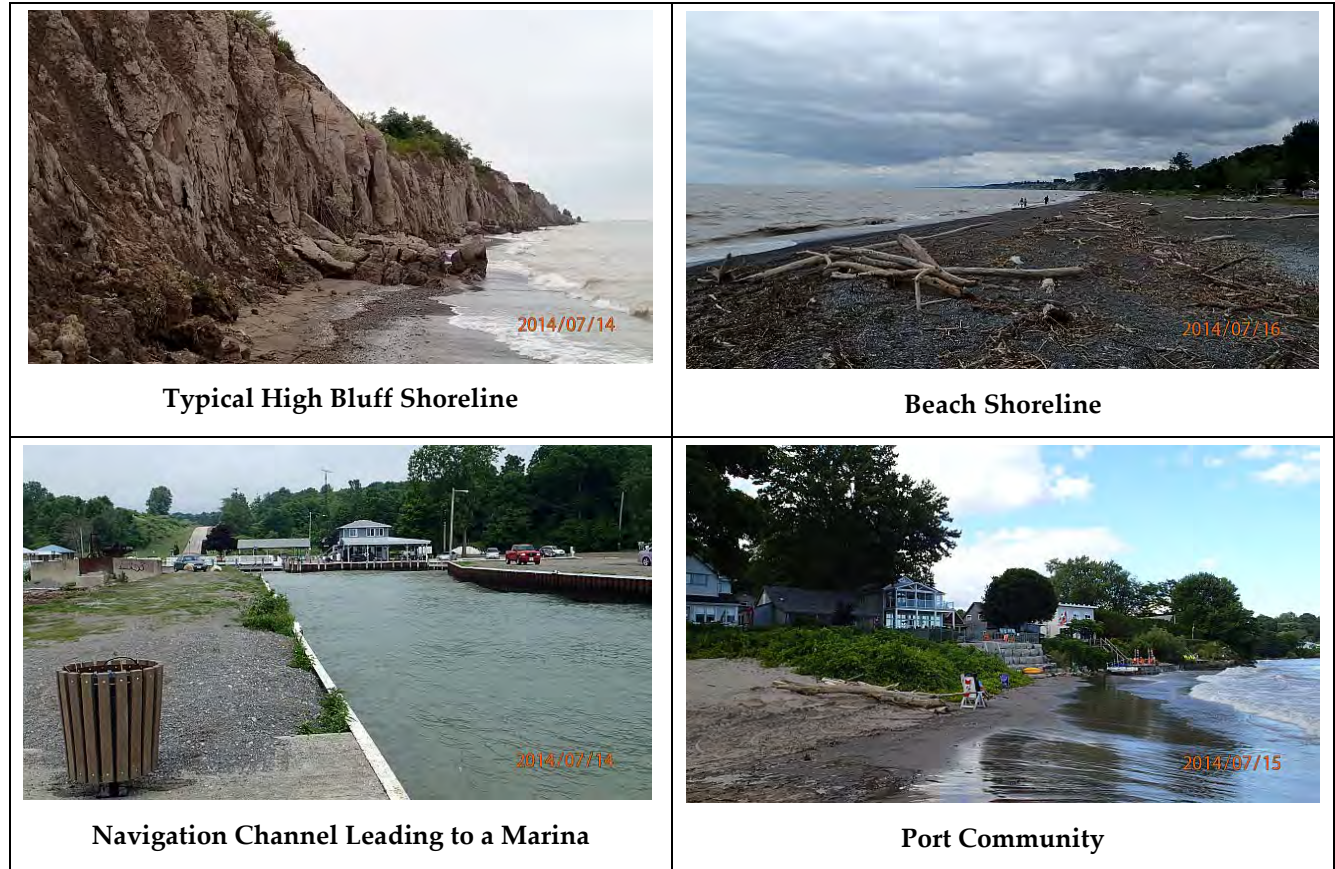 2014/07/14
Typical High Bluff Shoreline
2014/07/16
Beach Shoreline
2014/07/14
Navigation Channel Leading to a Marina
2014/07/15
Port Community